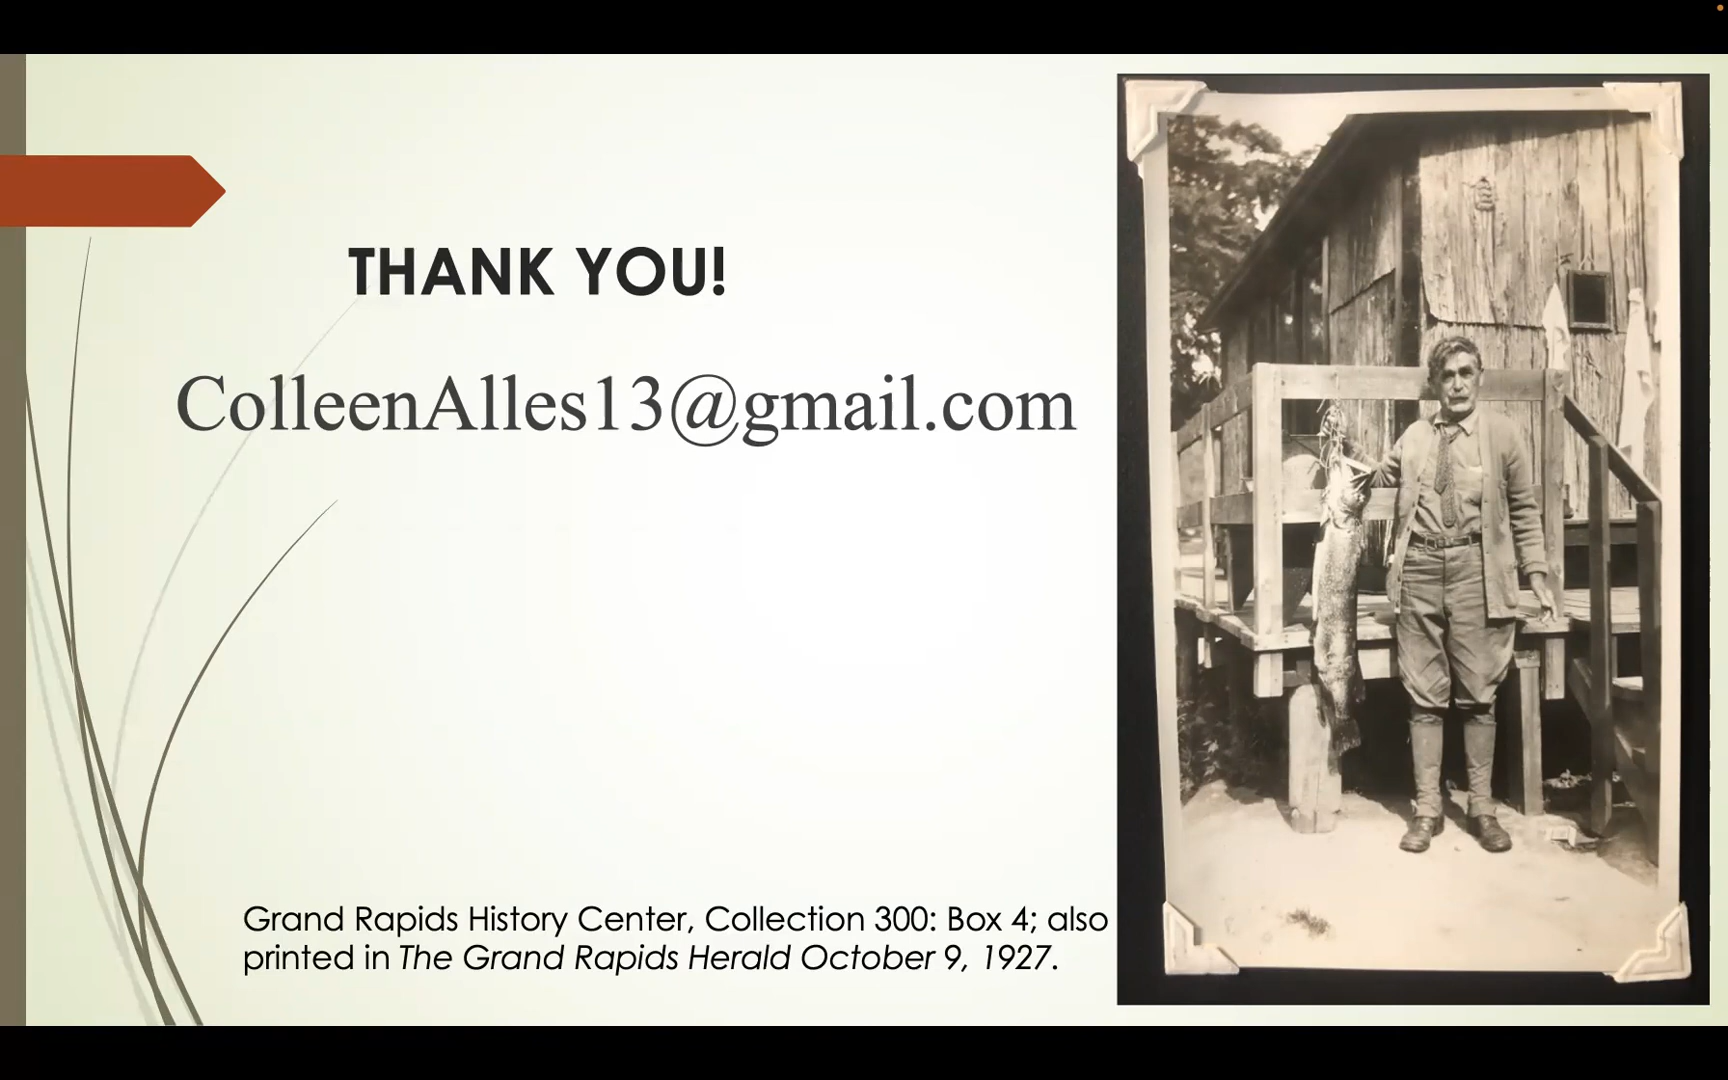 THANK YOU!
ColleenAlles13@gmail.com
Grand Rapids History Center, Collection 300: Box 4; also
printed in The Grand Rapids Herald October 9, 1927.